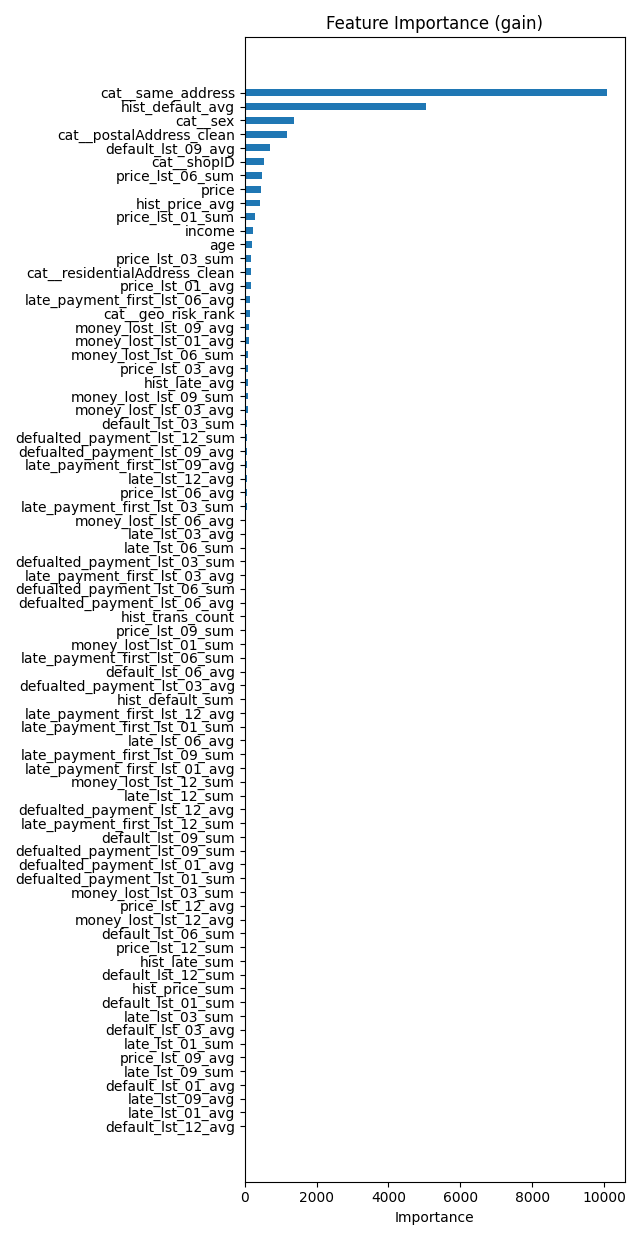 Feature Importance (gain)
cat__same_address
hist_default_avg
cat__sex
cat__postalAddress_clean
default_lst_09_avg
cat__shopID
price_lst_06_sum
price
hist_price_avg
price_lst_01_sum
income
age
price_lst_03_sum
cat__residentialAddress_clean
price_lst_01_avg
late_payment_first_lst_06_avg
cat__geo_risk_rank
money_lost_lst_09_avg
money_lost_lst_01_avg
money_lost_lst_06_sum
price_lst_03_avg
hist_late_avg
money_lost_lst_09_sum
money_lost_lst_03_avg
default_lst_03_sum
defualted_payment_lst_12_sum
defualted_payment_lst_09_avg
late_payment_first_lst_09_avg
late_lst_12_avg
price_lst_06_avg
late_payment_first_lst_03_sum
money_lost_lst_06_avg
late_lst_03_avg
late_lst_06_sum
defualted_payment_lst_03_sum
late_payment_first_lst_03_avg
defualted_payment_lst_06_sum
defualted_payment_lst_06_avg
hist_trans_count
price_lst_09_sum
money_lost_lst_01_sum
late_payment_first_lst_06_sum
default_lst_06_avg
defualted_payment_lst_03_avg
hist_default_sum
late_payment_first_lst_12_avg
late_payment_first_lst_01_sum
late_lst_06_avg
late_payment_first_lst_09_sum
late_payment_first_lst_01_avg
money_lost_lst_12_sum
late_lst_12_sum
defualted_payment_lst_12_avg
late_payment_first_lst_12_sum
default_lst_09_sum
defualted_payment_lst_09_sum
defualted_payment_lst_01_avg
defualted_payment_lst_01_sum
money_lost_lst_03_sum
price_lst_12_avg
money_lost_lst_12_avg
default_lst_06_sum
price_lst_12_sum
hist_late_sum
default_lst_12_sum
hist_price_sum
default_lst_01_sum
late_lst_03_sum
default_lst_03_avg
late_lst_01_sum
price_lst_09_avg
late_lst_09_sum
default_lst_01_avg
late_lst_09_avg
late_lst_01_avg
default_lst_12_avg
0 2000 4000 6000 8000 10000
Importance